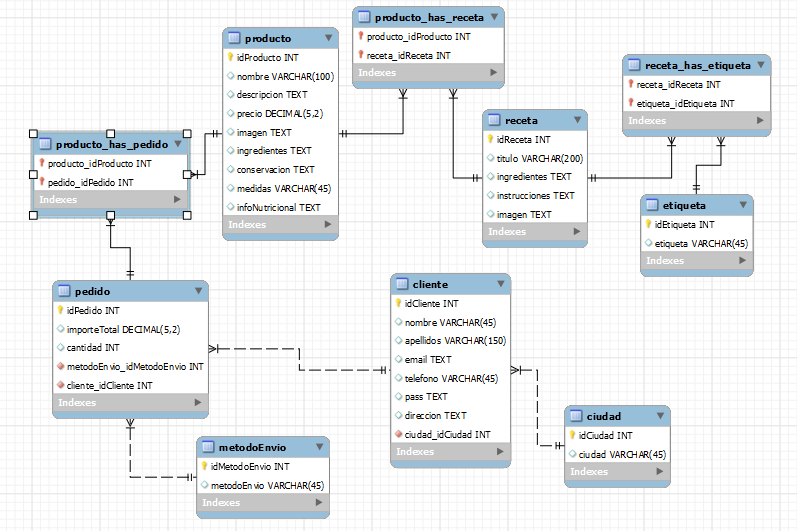 producto
idProducto INT
nombre VARCHAR(100)
descripcion TEXT
precio DECIMAL(5,2)
imagen TEXT
ingredientes TEXT
conservacion TEXT
medidas VARCHAR(45)
infoNutricional TEXT
Indexes
producto_has_receta
producto_idProducto INT
receta_idReceta INT
Indexes
receta_has_etiqueta
receta_idReceta INT
etiqueta_idEtiqueta INT
Indexes
producto_has_pedido
producto_idProducto INT
pedido_idPedido INT
Indexes
receta
idReceta INT
titulo VARCHAR(200)
ingredientes TEXT
instrucciones TEXT
imagen TEXT
Indexes
etiqueta
idEtiqueta INT
etiqueta VARCHAR(45)
Indexes
pedido
idPedido INT
importeTotal DECIMAL(5,2)
cantidad INT
metodoEnvio_idMetodoEnvio INT
cliente_idCliente INT
Indexes
cliente
idCliente INT
nombre VARCHAR(45)
apellidos VARCHAR(150)
email TEXT
telefono VARCHAR(45)
pass TEXT
direccion TEXT
ciudad_idCiudad INT
Indexes
ciudad
idCiudad INT
ciudad VARCHAR(45)
Indexes
metodoEnvio
idMetodoEnvio INT
metodoEnvio VARCHAR(45)
Indexes